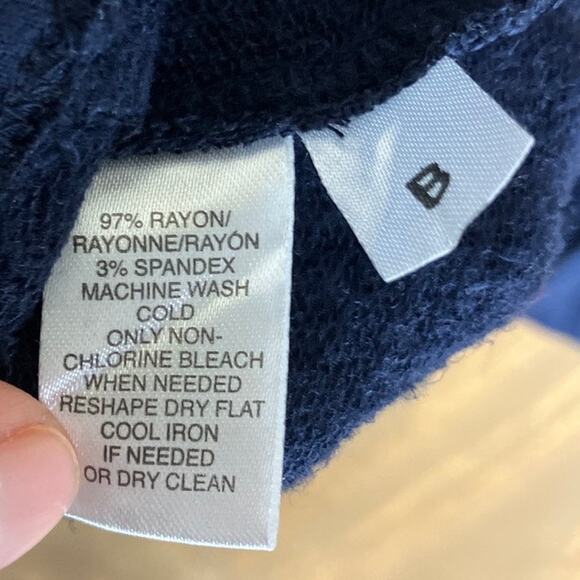 97% RAYON/
RAYONNE/RAYÓN
3% SPANDEX
MACHINE WASH
COLD
ONLY NON-
CHLORINE BLEACH
WHEN NEEDED
RESHAPE DRY FLAT
COOL IRON
IF NEEDED
OR DRY CLEAN
B